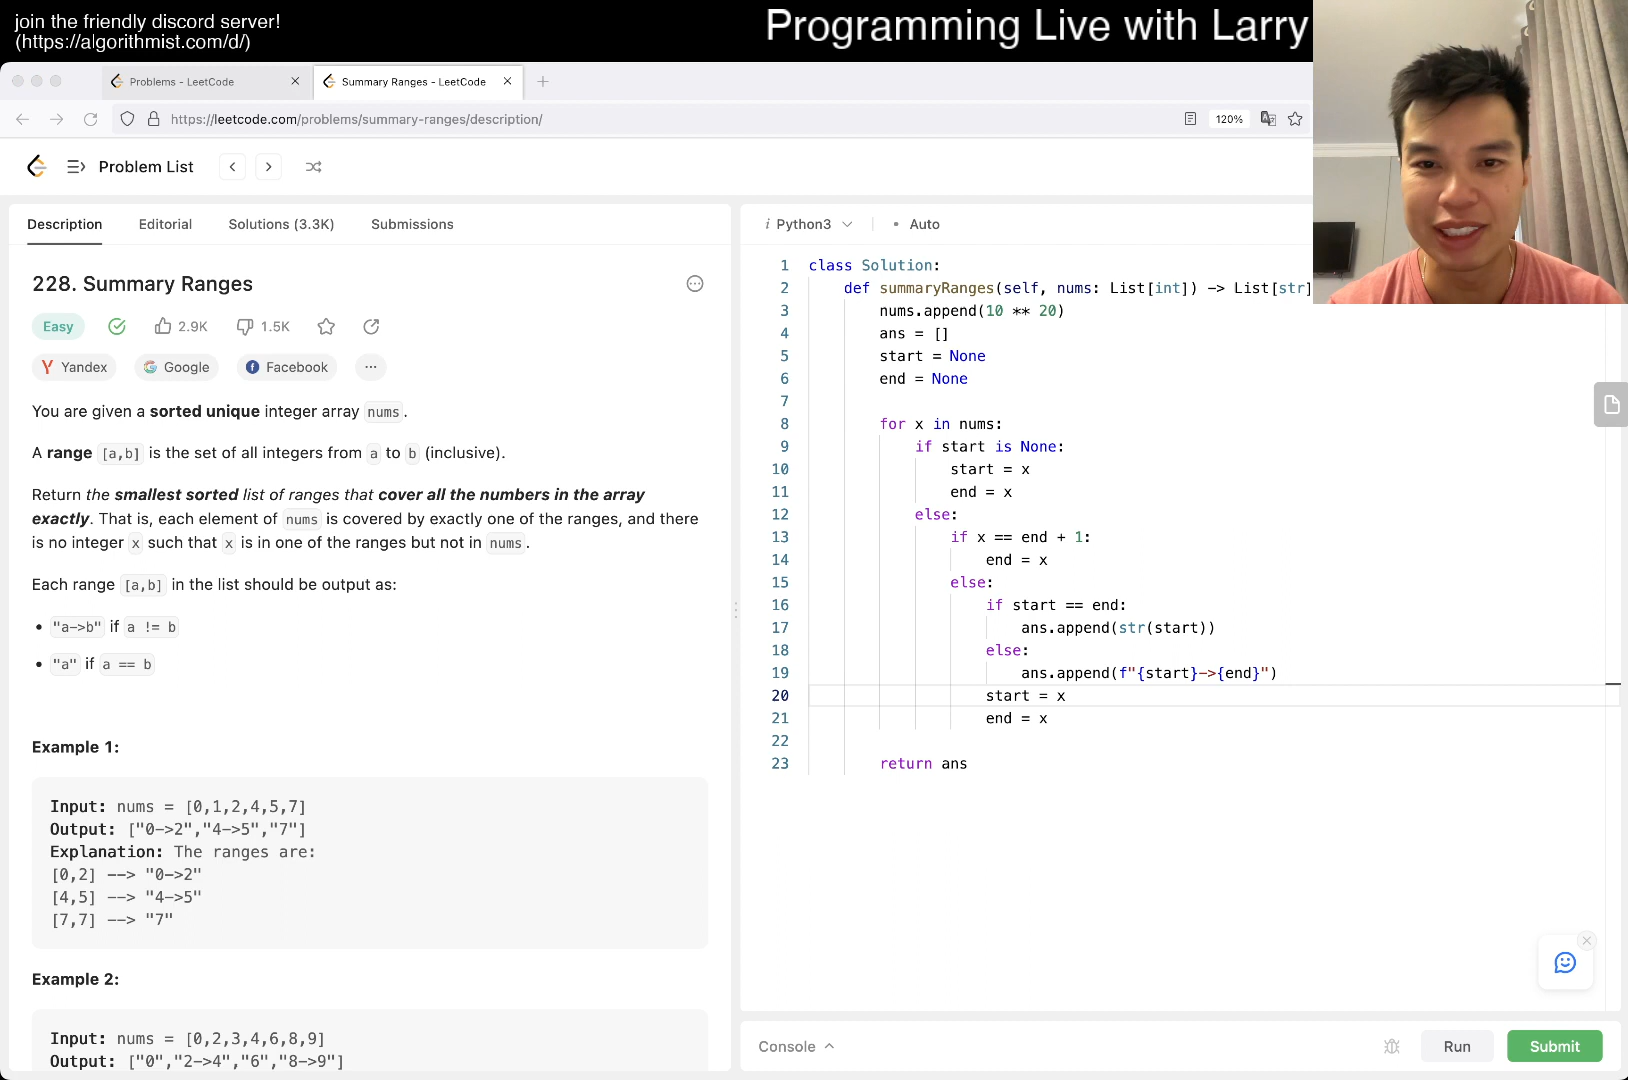 join the friendly discord server!
(https://algorithmist.com/d/)
Programming Live with Larry
Problems - LeetCode
Summary Ranges - LeetCode
https://leetcode.com/problems/summary-ranges/description/
120%
Problem List
Description
Editorial
Solutions (3.3K)
Submissions
228. Summary Ranges
Easy
2.9K
1.5K
Yandex
Google
Facebook
You are given a sorted unique integer array nums.
A range [a,b] is the set of all integers from a to b (inclusive).
Return the smallest sorted list of ranges that cover all the numbers in the array
exactly. That is, each element of nums is covered by exactly one of the ranges, and there
is no integer x such that x is in one of the ranges but not in nums.
Each range [a,b] in the list should be output as:
• "a->b" if a != b
• "a" if a == b
Example 1:
Input: nums = [0,1,2,4,5,7]
Output: ["0->2","4->5","7"]
Explanation: The ranges are:
[0,2] --> "0->2"
[4,5] --> "4->5"
[7,7] --> "7"
Example 2:
Input: nums = [0,2,3,4,6,8,9]
Output: ["0","2->4","6","8->9"]
i Python3
Auto
1 class Solution:
2 def summaryRanges(self, nums: List[int]) -> List[str]
3 nums.append(10 ** 20)
4 ans = []
5 start = None
6 end = None
7
8 for x in nums:
9 if start is None:
10 start = x
11 end = x
12 else:
13 if x == end + 1:
14 end = x
15 else:
16 if start == end:
17 ans.append(str(start))
18 else:
19 ans.append(f"{start}->{end}")
20 start = x
21 end = x
22
23 return ans
Console
Run
Submit